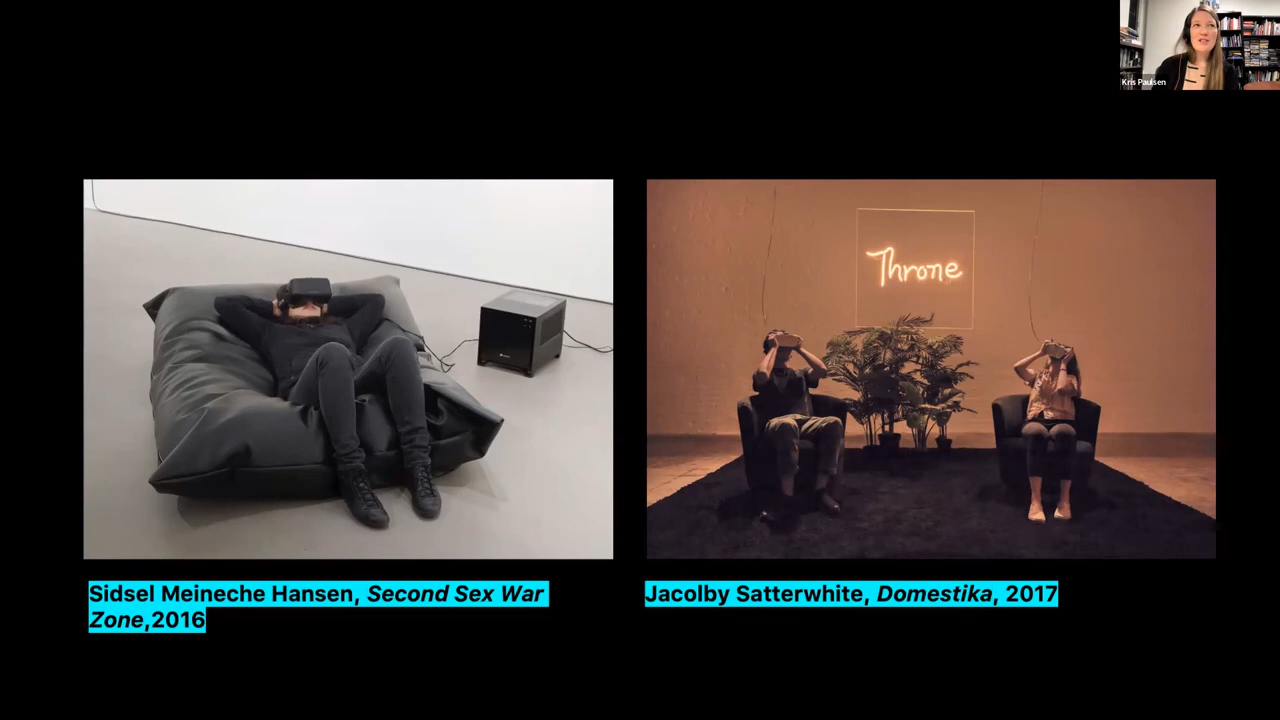 Kris Paulsen
Throne
Sidsel Meineche Hansen, Second Sex War
Zone,2016
Jacolby Satterwhite, Domestika, 2017